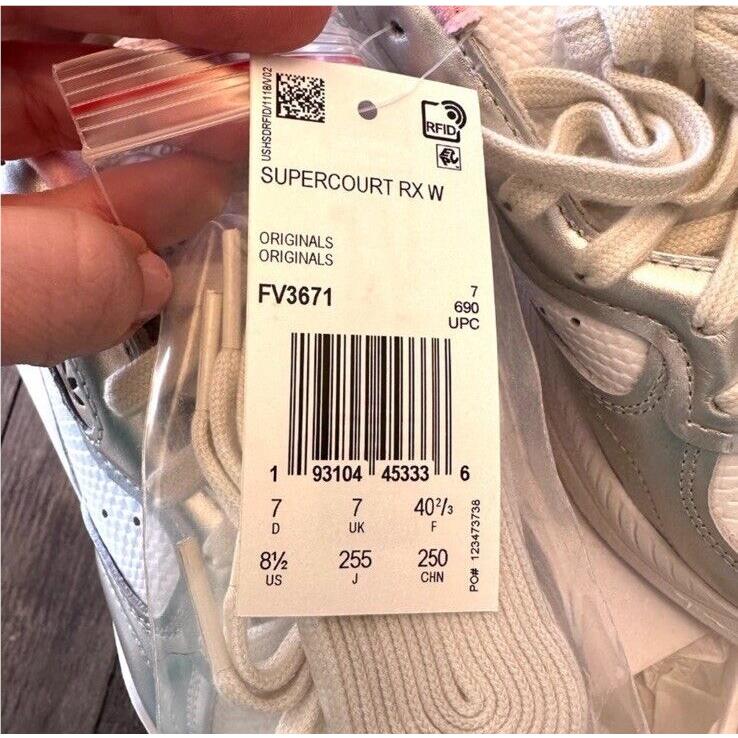 USHSDRFID/1118/V02
RFID
SUPERCOURT RX W
ORIGINALS
ORIGINALS
FV3671
7
690
UPC
1 93104 45333 6
7 7 40²/³
D UK F
8½ 255 250
US J CHN
PO# 123473738